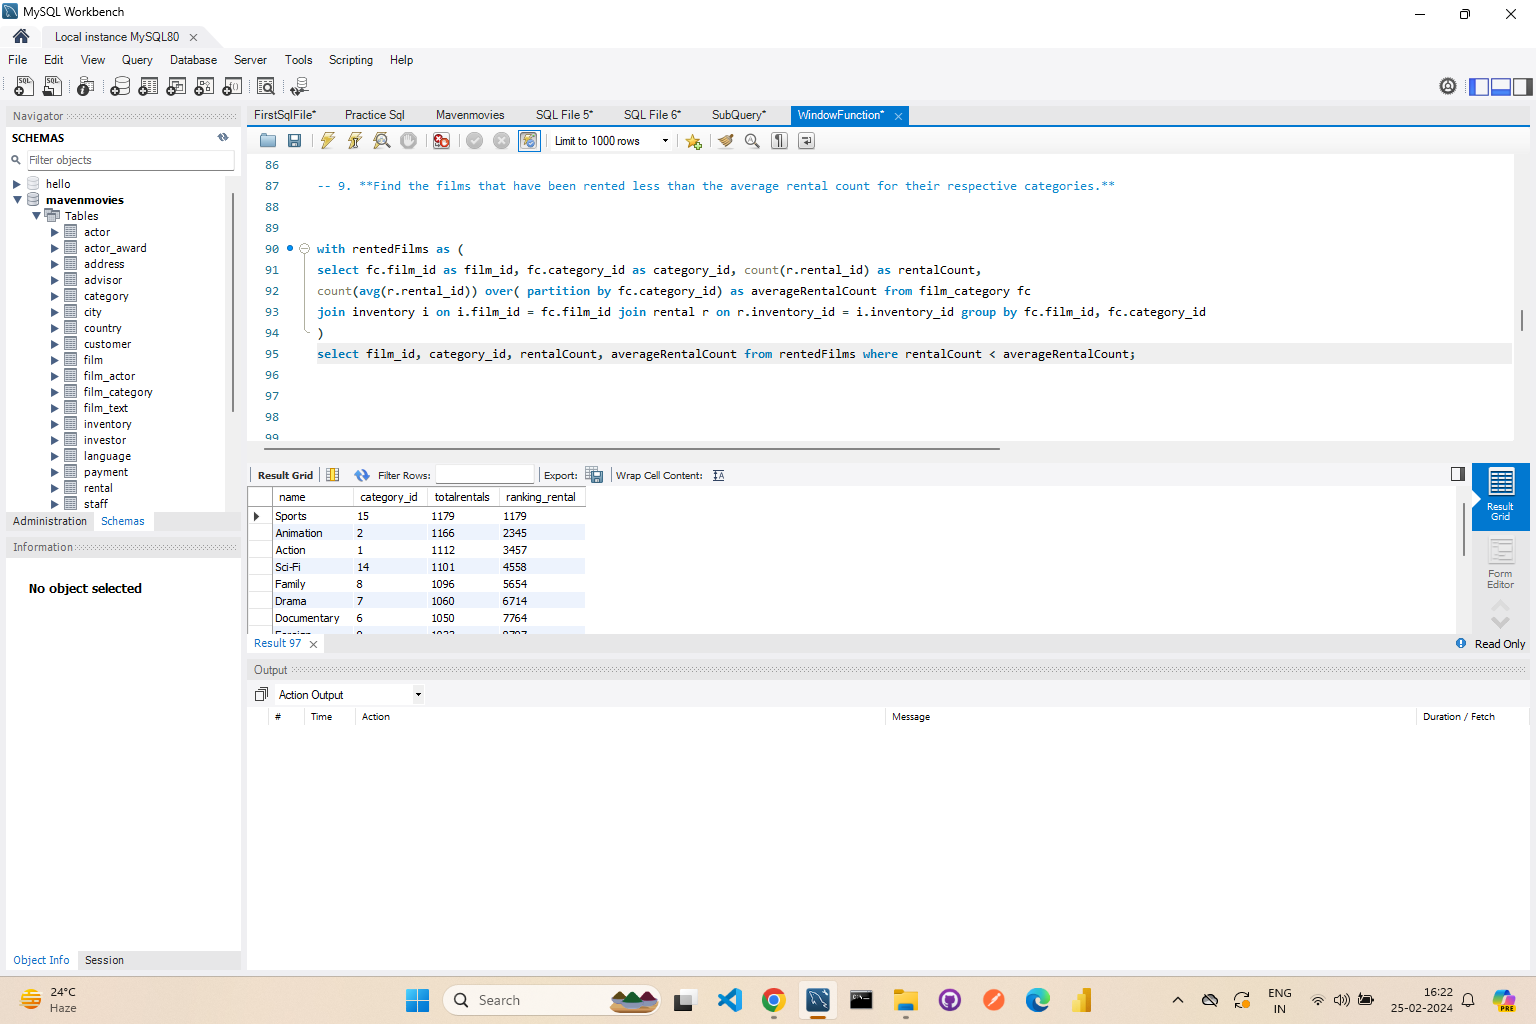 MySQL Workbench
Local instance MySQL80
File Edit View Query Database Server Tools Scripting Help
Navigator
SCHEMAS
Filter objects
hello
mavenmovies
Tables
actor
actor_award
address
advisor
category
city
country
customer
film
film_actor
film_category
film_text
inventory
investor
language
payment
rental
staff
Administration Schemas
Information
No object selected
Object Info Session
FirstSqlFile* Practice Sql Mavenmovies SQL File 5* SQL File 6* SubQuery* WindowFunction*
Limit to 1000 rows
86
87 -- 9. **Find the films that have been rented less than the average rental count for their respective categories.**
88
89
90 with rentedFilms as (
91 select fc.film_id as film_id, fc.category_id as category_id, count(r.rental_id) as rentalCount,
92 count(avg(r.rental_id)) over( partition by fc.category_id) as averageRentalCount from film_category fc
93 join inventory i on i.film_id = fc.film_id join rental r on r.inventory_id = i.inventory_id group by fc.film_id, fc.category_id
94 )
95 select film_id, category_id, rentalCount, averageRentalCount from rentedFilms where rentalCount < averageRentalCount;
96
97
98
99
Result Grid Filter Rows: Export: Wrap Cell Content:
name category_id totalrentals ranking_rental
Sports 15 1179 1179
Animation 2 1166 2345
Action 1 1112 3457
Sci-Fi 14 1101 4558
Family 8 1096 5654
Drama 7 1060 6714
Documentary 6 1050 7764
Result Grid
Form Editor
Result 97
Read Only
Output
Action Output
# Time Action Message Duration / Fetch
24°C
Haze
Search
ENG
IN
16:22
25-02-2024
PRE